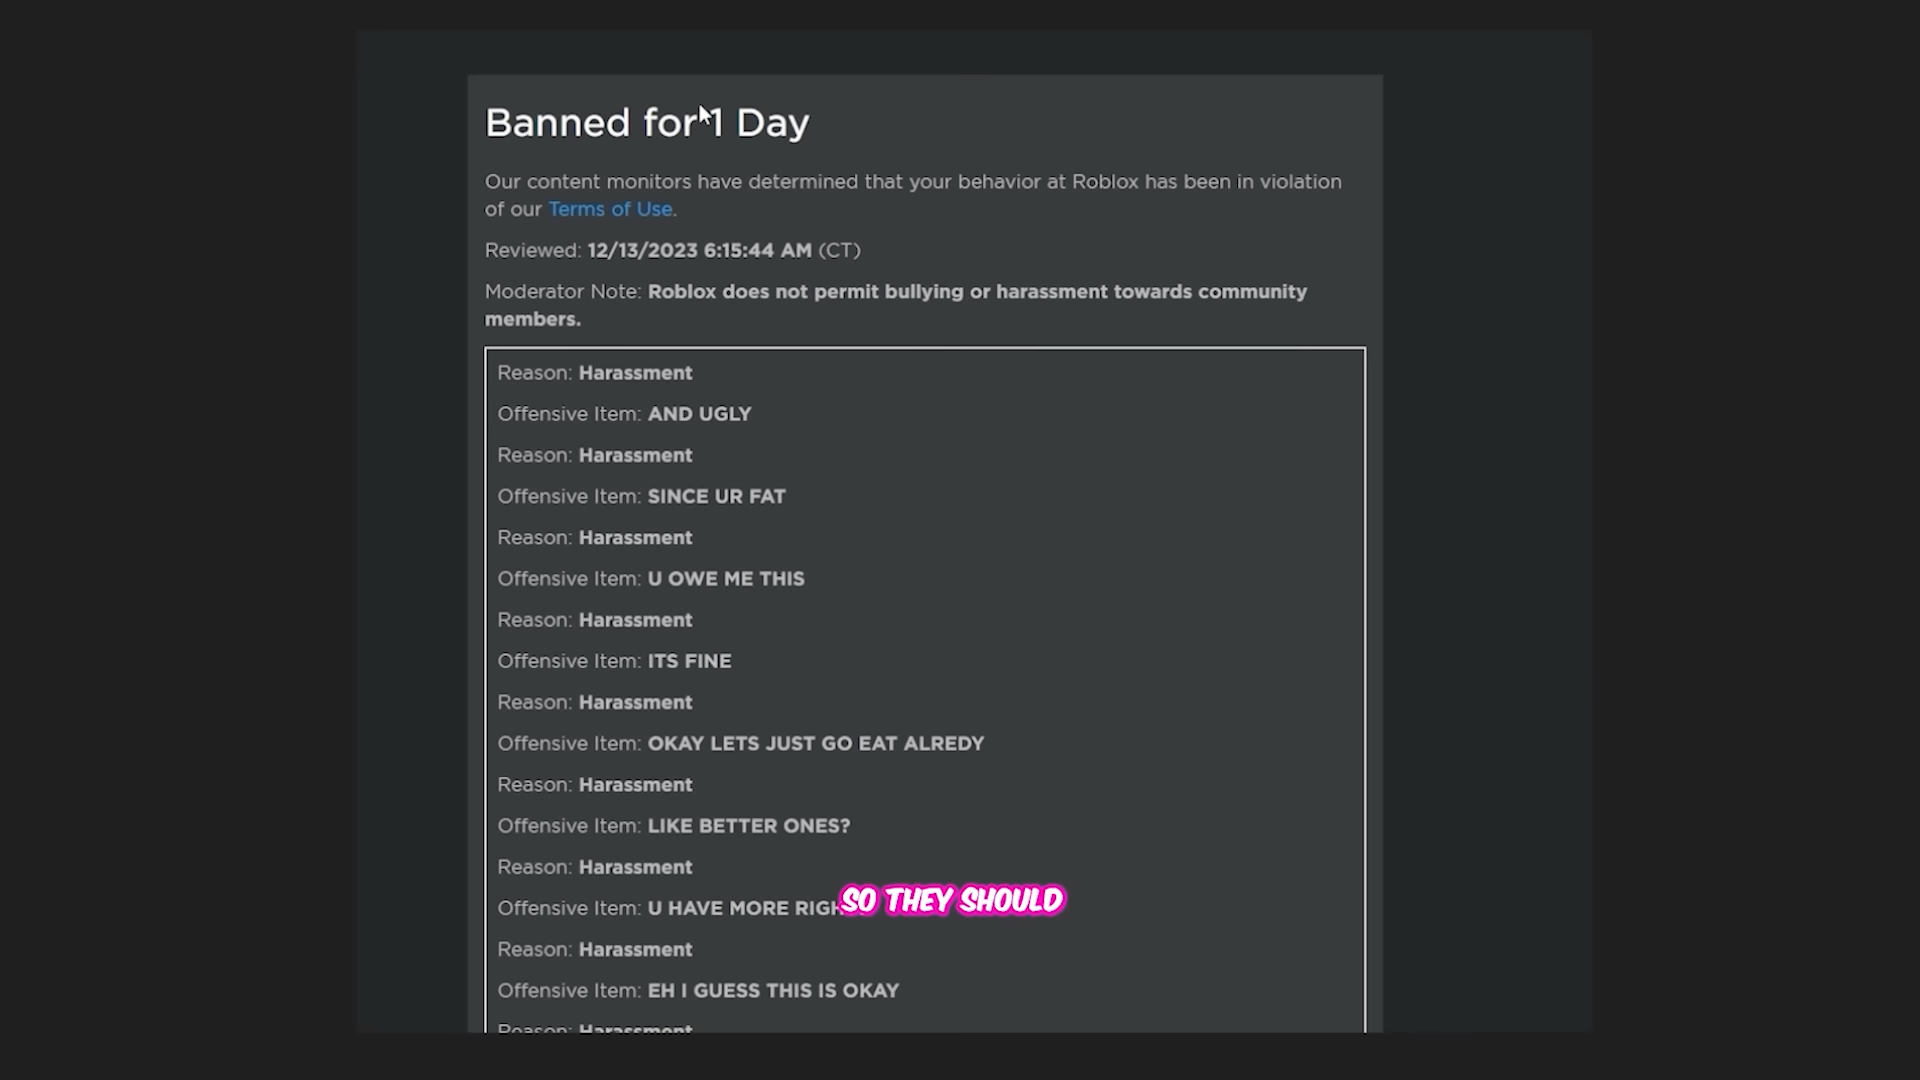 Banned for 1 Day
Our content monitors have determined that your behavior at Roblox has been in violation
of our Terms of Use.
Reviewed: 12/13/2023 6:15:44 AM (CT)
Moderator Note: Roblox does not permit bullying or harassment towards community
members.
Reason: Harassment
Offensive Item: AND UGLY
Reason: Harassment
Offensive Item: SINCE UR FAT
Reason: Harassment
Offensive Item: U OWE ME THIS
Reason: Harassment
Offensive Item: ITS FINE
Reason: Harassment
Offensive Item: OKAY LETS JUST GO EAT ALREDY
Reason: Harassment
Offensive Item: LIKE BETTER ONES?
Reason: Harassment
Offensive Item: U HAVE MORE
SO THEY SHOULD
Reason: Harassment
Offensive Item: EH I GUESS THIS IS OKAY
Reason: Harassment